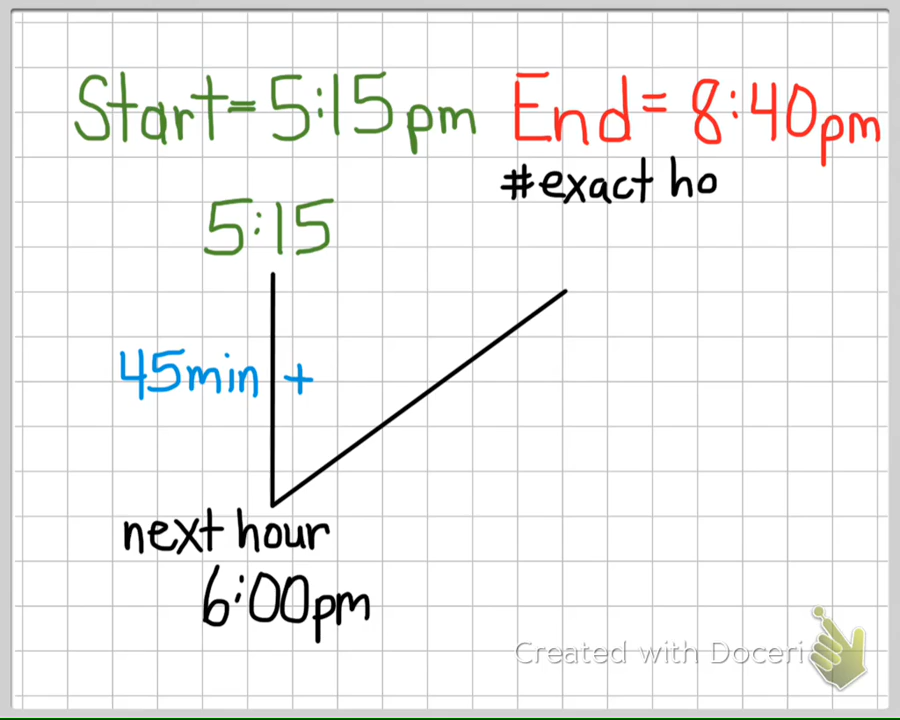 Start=5:15pm End=8:40pm
#exact ho
5:15
45min +
next hour
6:00pm
Created with Doceri